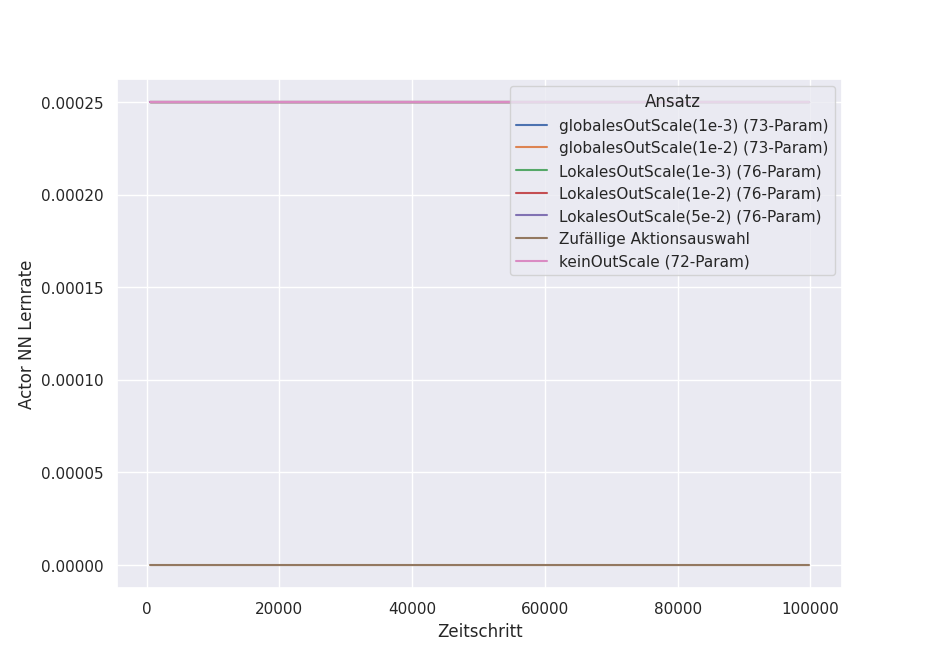 Ansatz
globalesOutScale(1e-3) (73-Param)
globalesOutScale(1e-2) (73-Param)
LokalesOutScale(1e-3) (76-Param)
LokalesOutScale(1e-2) (76-Param)
LokalesOutScale(5e-2) (76-Param)
Zufällige Aktionsauswahl
keinOutScale (72-Param)
0.00025
0.00020
0.00015
0.00010
0.00005
0.00000
Actor NN Lernrate
0 20000 40000 60000 80000 100000
Zeitschritt